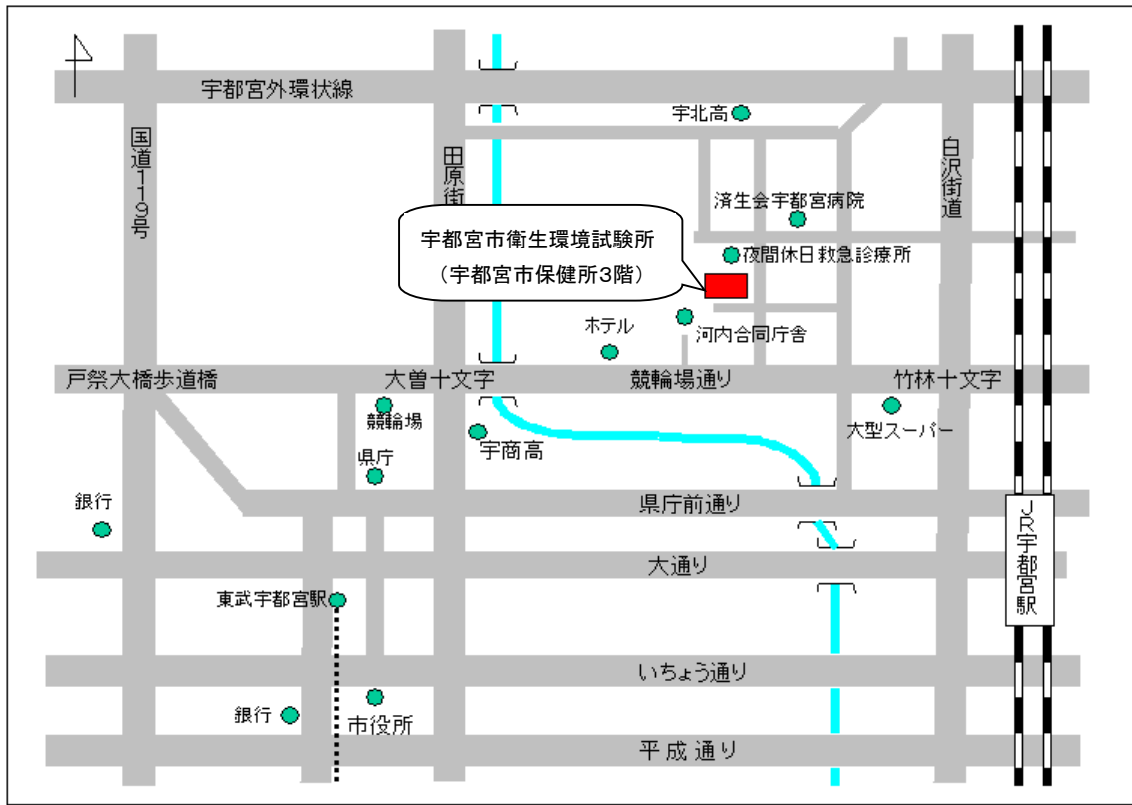 宇都宮外環状線
宇北高
国道119号
田原街
白沢街道
済生会宇都宮病院
宇都宮市衛生環境試験所
（宇都宮市保健所3階）
夜間休日救急診療所
河内合同庁舎
ホテル
戸祭大橋歩道橋
大曽十文字
競輪場通り
竹林十文字
競輪場
大型スーパー
宇商高
県庁
銀行
県庁前通り
JR宇都宮駅
大通り
東武宇都宮駅
いちょう通り
銀行
市役所
平成通り